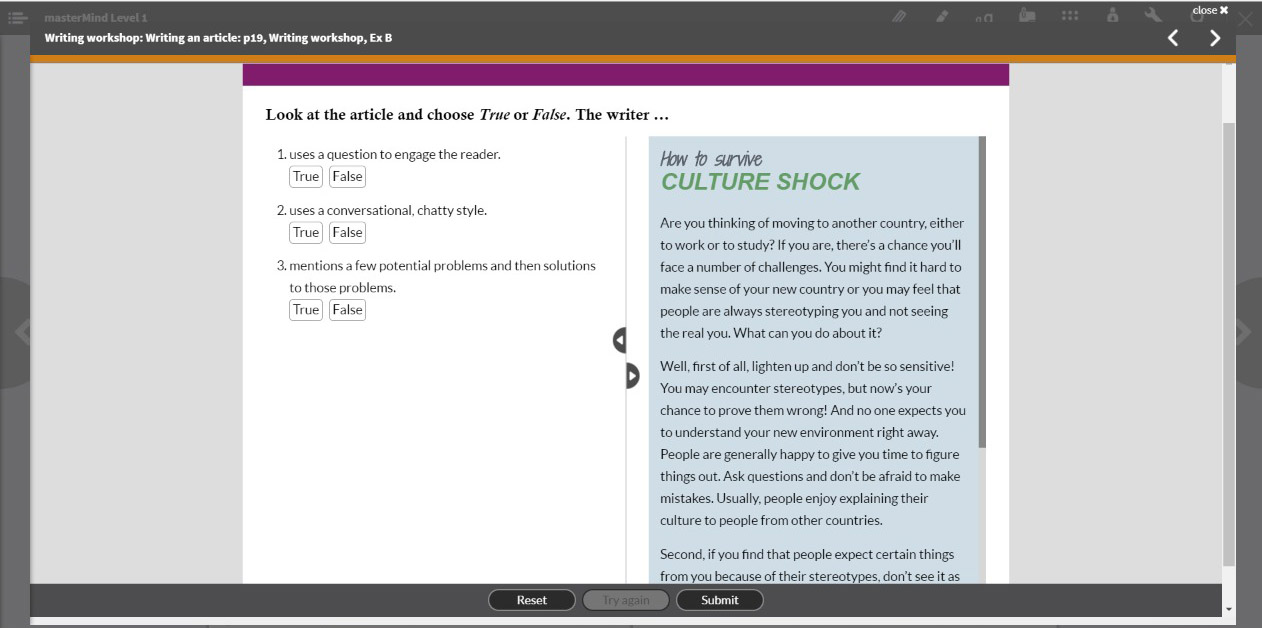 close ✖
masterMind Level 1
Writing workshop: Writing an article: p19, Writing workshop, Ex B
Look at the article and choose True or False. The writer …
1. uses a question to engage the reader.
True False
2. uses a conversational, chatty style.
True False
3. mentions a few potential problems and then solutions
to those problems.
True False
How to survive
CULTURE SHOCK
Are you thinking of moving to another country, either
to work or to study? If you are, there's a chance you'll
face a number of challenges. You might find it hard to
make sense of your new country or you may feel that
people are always stereotyping you and not seeing
the real you. What can you do about it?
Well, first of all, lighten up and don't be so sensitive!
You may encounter stereotypes, but now's your
chance to prove them wrong! And no one expects you
to understand your new environment right away.
People are generally happy to give you time to figure
things out. Ask questions and don't be afraid to make
mistakes. Usually, people enjoy explaining their
culture to people from other countries.
Second, if you find that people expect certain things
from you because of their stereotypes, don't see it as
Reset Try again Submit